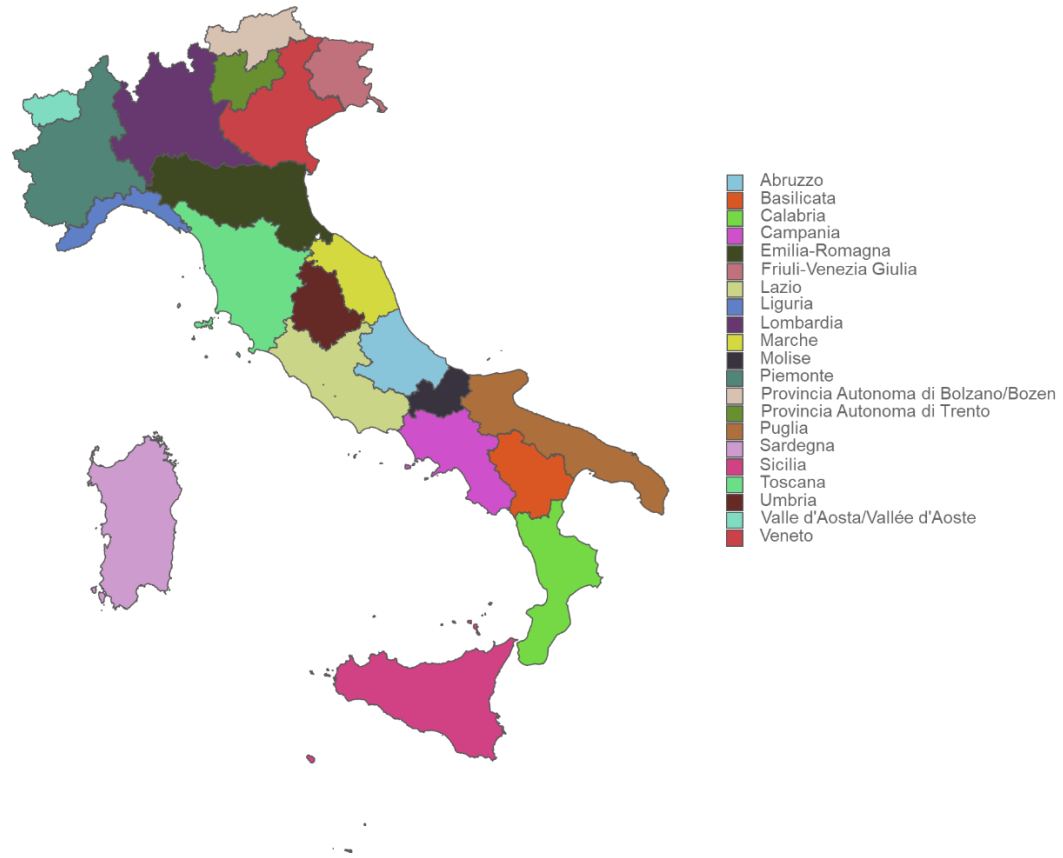 Abruzzo
Basilicata
Calabria
Campania
Emilia-Romagna
Friuli-Venezia Giulia
Lazio
Liguria
Lombardia
Marche
Molise
Piemonte
Provincia Autonoma di Bolzano/Bozen
Provincia Autonoma di Trento
Puglia
Sardegna
Sicilia
Toscana
Umbria
Valle d'Aosta/Vallée d'Aoste
Veneto